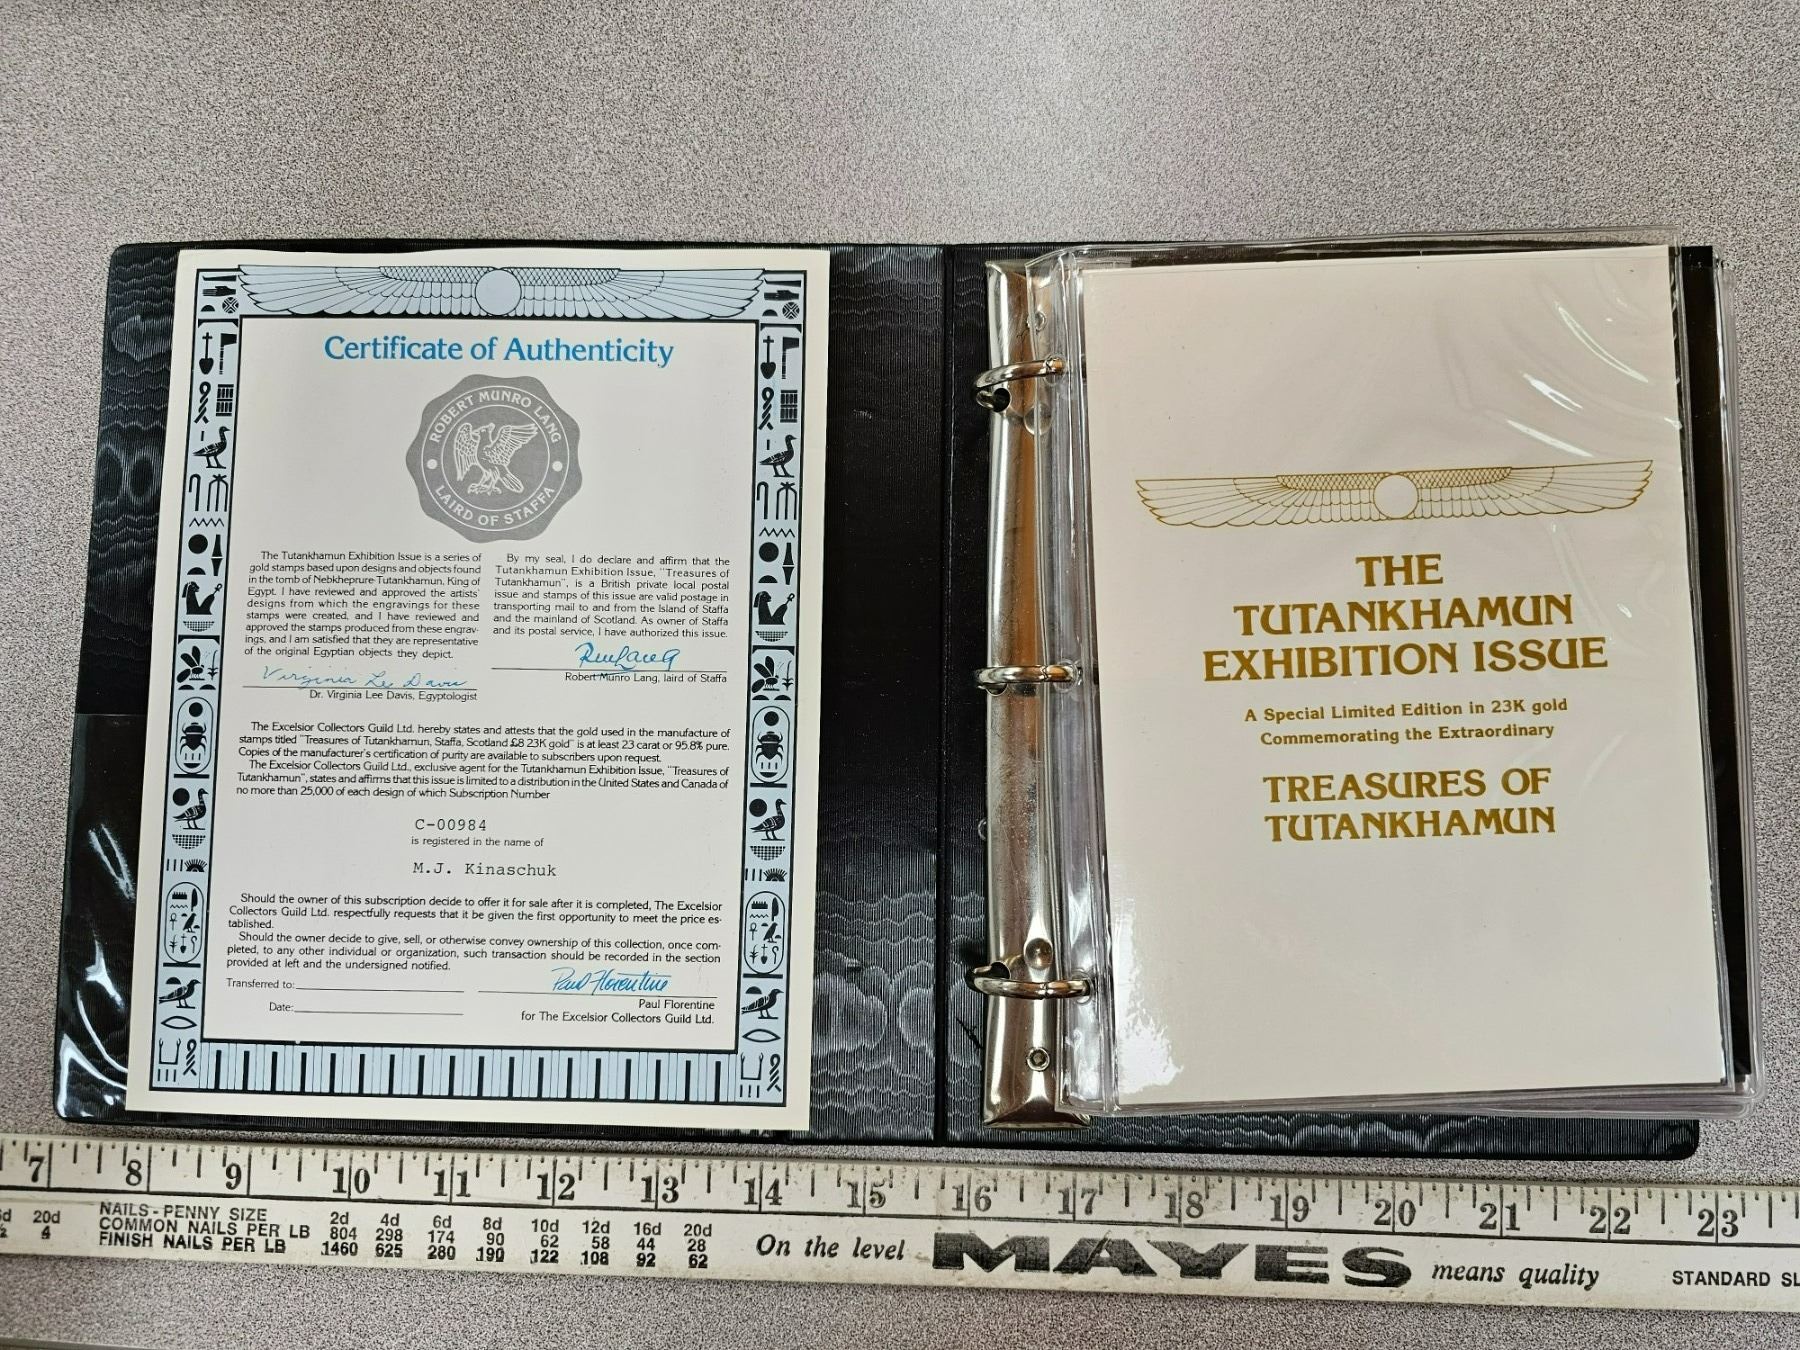 Certificate of Authenticity
ROBERT MUNRO LANG
LAIRD OF STAFFA
The Tutankhamun Exhibition Issue is a series of
gold stamps based upon designs and objects found
in the tomb of Nebkheprure-Tutankhamun, King of
Egypt. I have reviewed and approved the artists'
designs from which the engravings for these
stamps were created, and I have reviewed and
approved the stamps produced from these engrav-
ings, and I am satisfied that they are representative
of the original Egyptian objects they depict.
Virginia Lee Davis
Dr. Virginia Lee Davis, Egyptologist
By my seal, I do declare and affirm that the
Tutankhamun Exhibition Issue, "Treasures of
Tutankhamun", is a British private local postal
issue and stamps of this issue are valid postage in
transporting mail to and from the Island of Staffa
and the mainland of Scotland. As owner of Staffa
and its postal service, I have authorized this issue.
Robert Munro Lang, laird of Staffa
The Excelsior Collectors Guild Ltd. hereby states and attests that the gold used in the manufacture of
stamps titled "Treasures of Tutankhamun, Staffa, Scotland £8 23K gold" is at least 23 carat or 95.8% pure.
Copies of the manufacturer's certification of purity are available to subscribers upon request.
The Excelsior Collectors Guild Ltd., exclusive agent for the Tutankhamun Exhibition Issue, "Treasures of
Tutankhamun", states and affirms that this issue is limited to a distribution in the United States and Canada of
no more than 25,000 of each design of which Subscription Number
C-00984
is registered in the name of
M.J. Kinaschuk
Should the owner of this subscription decide to offer it for sale after it is completed, The Excelsior
Collectors Guild Ltd. respectfully requests that it be given the first opportunity to meet the price es-
tablished.
Should the owner decide to give, sell, or otherwise convey ownership of this collection, once com-
pleted, to any other individual or organization, such transaction should be recorded in the section
provided at left and the undersigned notified.
Transferred to:
Date:
Paul Florentine
Paul Florentine
for The Excelsior Collectors Guild Ltd.
THE
TUTANKHAMUN
EXHIBITION ISSUE
A Special Limited Edition in 23K gold
Commemorating the Extraordinary
TREASURES OF
TUTANKHAMUN
7 8 9 10 11 12 13 14 15 16 17 18 19 20 21 22 23
NAILS - PENNY SIZE 2d 4d 6d 8d 10d 12d 16d 20d
20d COMMON NAILS PER LB 804 298 174 90 62 58 44 28
4 FINISH NAILS PER LB 1460 625 280 190 122 108 92 62
On the level MAYES means quality
STANDARD